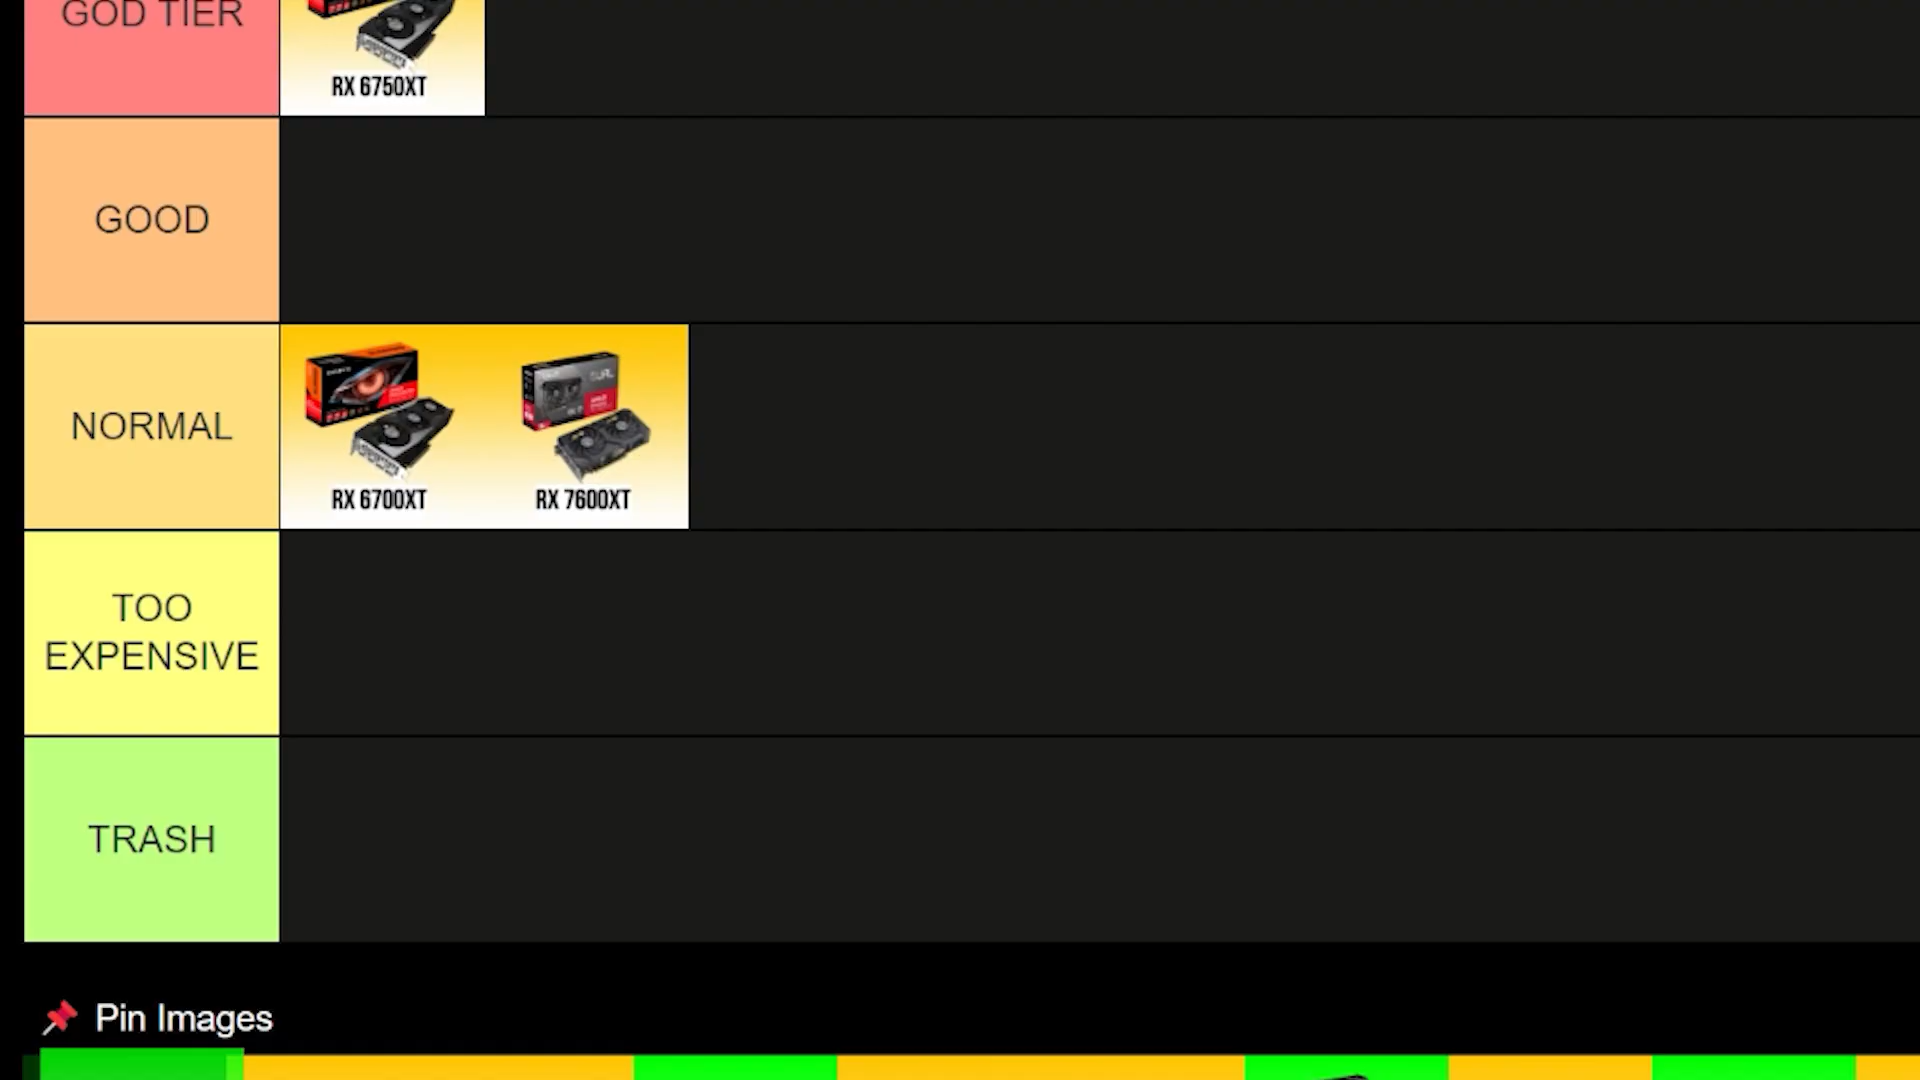 GOD TIER
RX 6750XT
GOOD
NORMAL
RX 6700XT
RX 7600XT
TOO
EXPENSIVE
TRASH
Pin Images